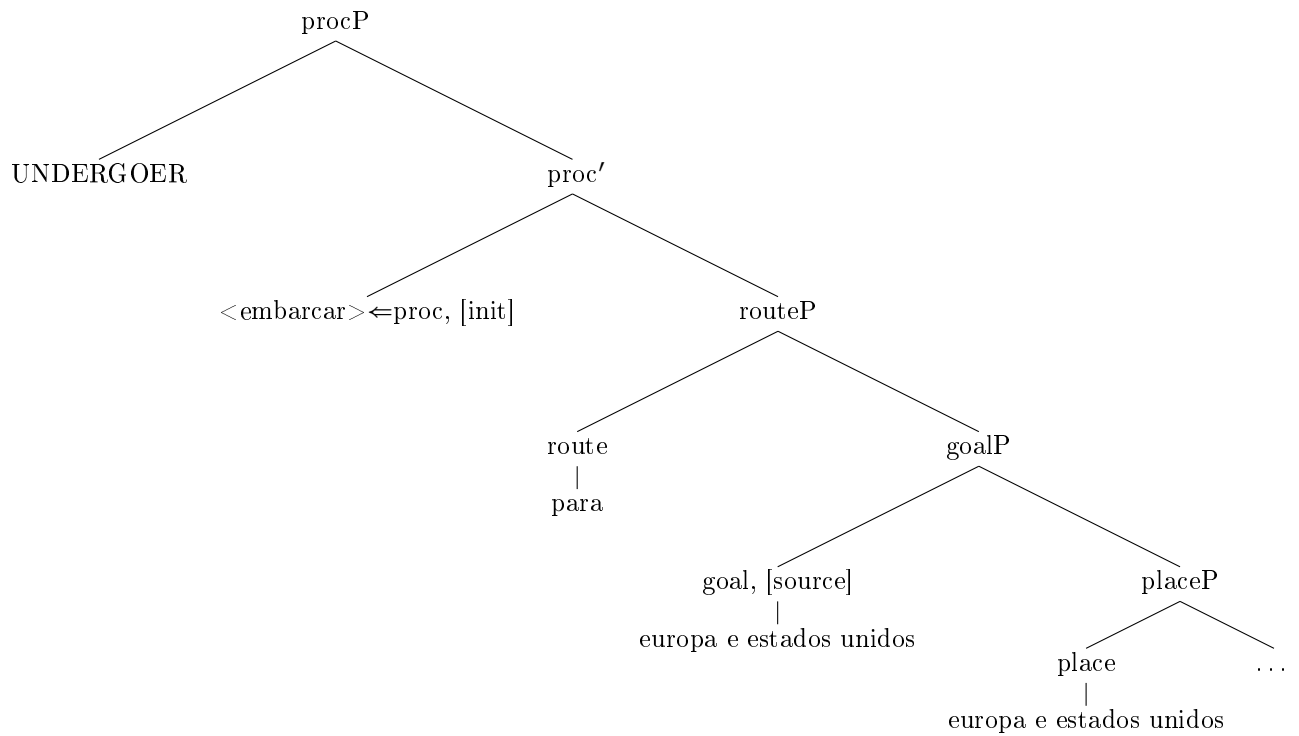 procP
UNDERGOER
proc′
<embarcar>⇐proc, [init]
routeP
route
goalP
para
goal, [source]
placeP
europa e estados unidos
place
...
europa e estados unidos